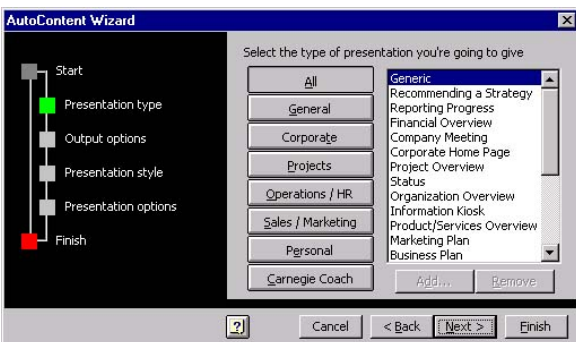 AutoContent Wizard
Start
Presentation type
Output options
Presentation style
Presentation options
Finish
Select the type of presentation you're going to give
All
General
Corporate
Projects
Operations / HR
Sales / Marketing
Personal
Carnegie Coach
Generic
Recommending a Strategy
Reporting Progress
Financial Overview
Company Meeting
Corporate Home Page
Project Overview
Status
Organization Overview
Information Kiosk
Product/Services Overview
Marketing Plan
Business Plan
Add...
Remove
?
Cancel
< Back
Next >
Finish